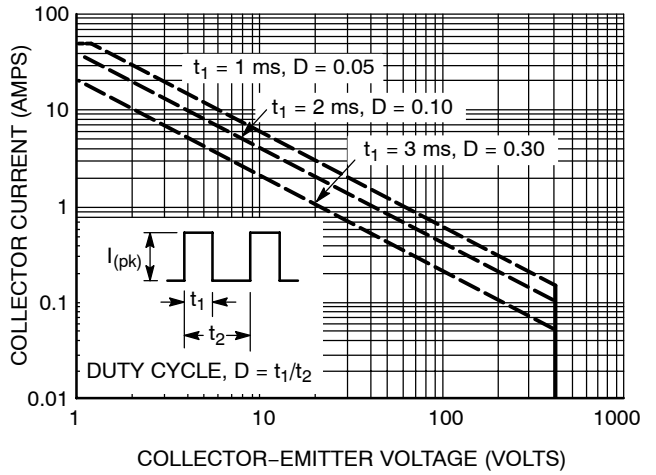 COLLECTOR CURRENT (AMPS)
100
10
1
0.1
0.01
t1 = 1 ms, D = 0.05
t1 = 2 ms, D = 0.10
t1 = 3 ms, D = 0.30
I(pk)
t1
t2
DUTY CYCLE, D = t1/t2
1
10
100
1000
COLLECTOR−EMITTER VOLTAGE (VOLTS)